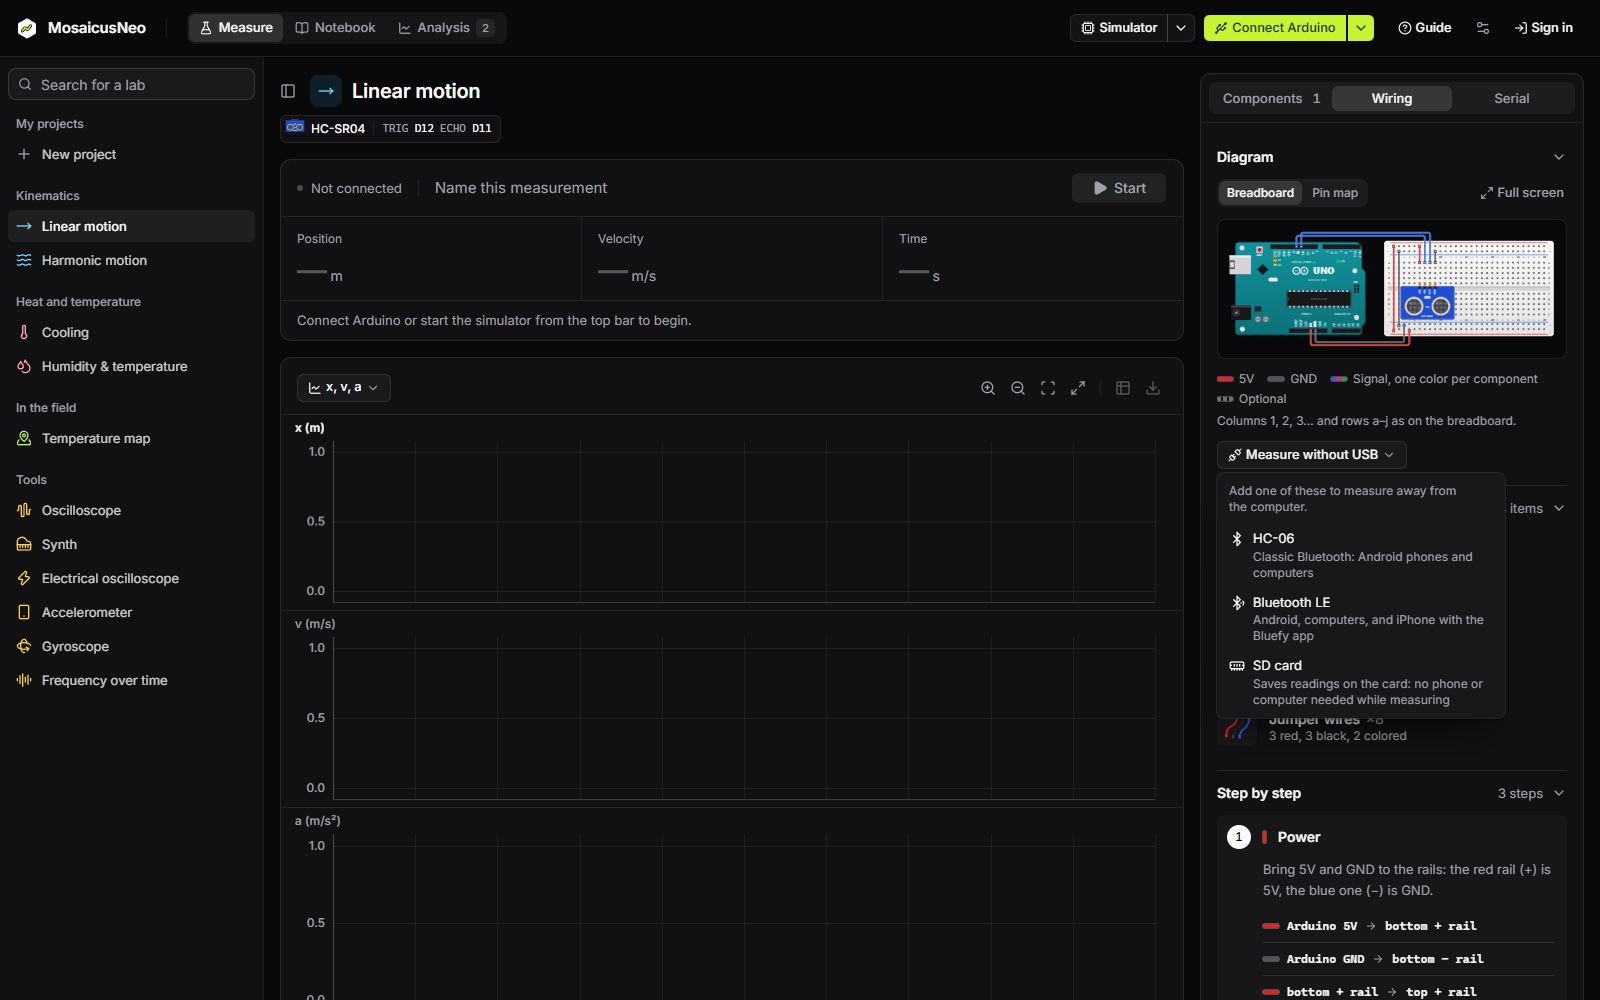 MosaicusNeo
Measure
Notebook
Analysis 2
Simulator
Connect Arduino
Guide
Sign in
Search for a lab
My projects
New project
Kinematics
Linear motion
Harmonic motion
Heat and temperature
Cooling
Humidity & temperature
In the field
Temperature map
Tools
Oscilloscope
Synth
Electrical oscilloscope
Accelerometer
Gyroscope
Frequency over time
Linear motion
HC-SR04 TRIG D12 ECHO D11
Not connected
Name this measurement
Start
Position
m
Velocity
m/s
Time
s
Connect Arduino or start the simulator from the top bar to begin.
x, v, a
x (m)
1.0
0.5
0.0
v (m/s)
1.0
0.5
0.0
a (m/s²)
1.0
0.5
0.0
Components 1
Wiring
Serial
Diagram
Breadboard
Pin map
Full screen
UNO
5V
GND
Signal, one color per component
Optional
Columns 1, 2, 3... and rows a–j as on the breadboard.
Measure without USB
Add one of these to measure away from
the computer.
items
HC-06
Classic Bluetooth: Android phones and
computers
Bluetooth LE
Android, computers, and iPhone with the
Bluefy app
SD card
Saves readings on the card: no phone or
computer needed while measuring
Jumper wires ×8
3 red, 3 black, 2 colored
Step by step
3 steps
1 Power
Bring 5V and GND to the rails: the red rail (+) is
5V, the blue one (−) is GND.
Arduino 5V → bottom + rail
Arduino GND → bottom − rail
bottom + rail → top + rail